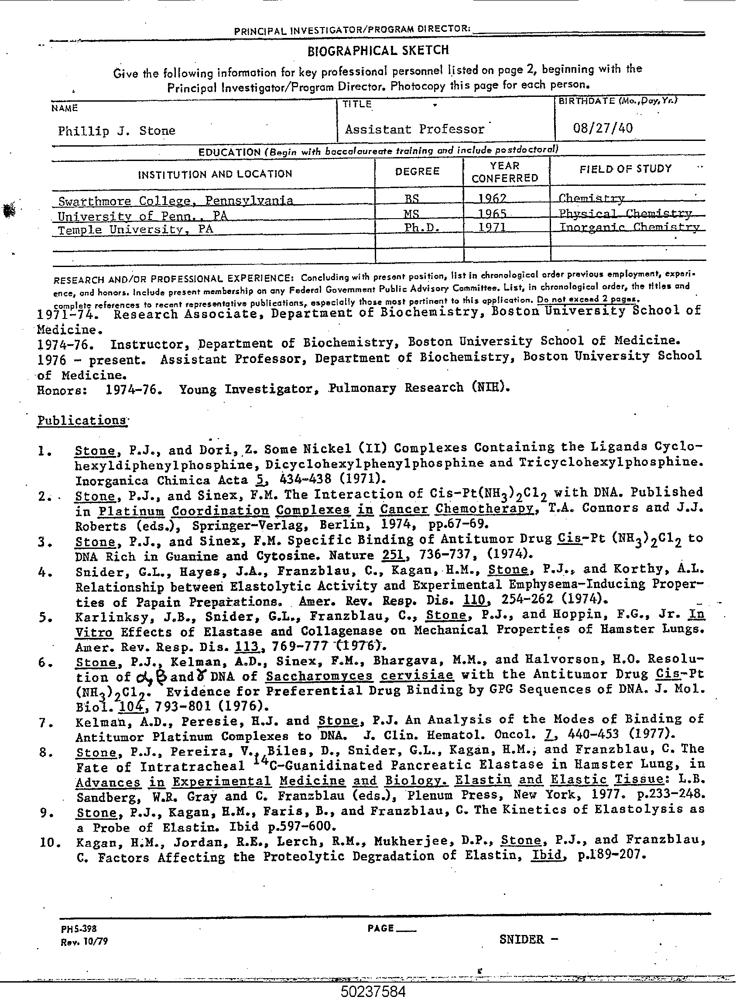 PRINCIPAL INVESTIGATOR/PROGRAM DIRECTOR:
BIOGRAPHICAL SKETCH
Give the following information for key professional personnel listed on page 2, beginning with the
Principal Investigator/Program Director. Photocopy this page for each person.
NAME TITLE BIRTHDATE (Mo.,Day,Yr.)
Phillip J. Stone Assistant Professor 08/27/40
EDUCATION (Begin with baccalaureate training and include postdoctoral)
INSTITUTION AND LOCATION DEGREE YEAR CONFERRED FIELD OF STUDY
Swarthmore College, Pennsylvania BS 1962 Chemistry
University of Penn., PA MS 1965 Physical Chemistry
Temple University, PA Ph.D. 1971 Inorganic Chemistry
RESEARCH AND/OR PROFESSIONAL EXPERIENCE: Concluding with present position, list in chronological order previous employment, experi-
ence, and honors. Include present membership on any Federal Government Public Advisory Committee. List, in chronological order, the titles and
complete references to recent representative publications, especially those most pertinent to this application. Do not exceed 2 pages.
1971-74. Research Associate, Department of Biochemistry, Boston University School of
Medicine.
1974-76. Instructor, Department of Biochemistry, Boston University School of Medicine.
1976 - present. Assistant Professor, Department of Biochemistry, Boston University School
of Medicine.
Honors: 1974-76. Young Investigator, Pulmonary Research (NIH).
Publications
1. Stone, P.J., and Dori, Z. Some Nickel (II) Complexes Containing the Ligands Cyclo-
hexyldiphenylphosphine, Dicyclohexylphenylphosphine and Tricyclohexylphosphine.
Inorganica Chimica Acta 5, 434-438 (1971).
2. Stone, P.J., and Sinex, F.M. The Interaction of Cis-Pt(NH3)2Cl2 with DNA. Published
in Platinum Coordination Complexes in Cancer Chemotherapy, T.A. Connors and J.J.
Roberts (eds.), Springer-Verlag, Berlin, 1974, pp.67-69.
3. Stone, P.J., and Sinex, F.M. Specific Binding of Antitumor Drug Cis-Pt (NH3)2Cl2 to
DNA Rich in Guanine and Cytosine. Nature 251, 736-737, (1974).
4. Snider, G.L., Hayes, J.A., Franzblau, C., Kagan, H.M., Stone, P.J., and Korthy, A.L.
Relationship between Elastolytic Activity and Experimental Emphysema-Inducing Proper-
ties of Papain Preparations. Amer. Rev. Resp. Dis. 110, 254-262 (1974).
5. Karlinksy, J.B., Snider, G.L., Franzblau, C., Stone, P.J., and Hoppin, F.G., Jr. In
Vitro Effects of Elastase and Collagenase on Mechanical Properties of Hamster Lungs.
Amer. Rev. Resp. Dis. 113, 769-777 (1976).
6. Stone, P.J., Kelman, A.D., Sinex, F.M., Bhargava, M.M., and Halvorson, H.O. Resolu-
tion of α, β and γ DNA of Saccharomyces cervisiae with the Antitumor Drug Cis-Pt
(NH3)2Cl2. Evidence for Preferential Drug Binding by GPG Sequences of DNA. J. Mol.
Biol. 104, 793-801 (1976).
7. Kelman, A.D., Peresie, H.J. and Stone, P.J. An Analysis of the Modes of Binding of
Antitumor Platinum Complexes to DNA. J. Clin. Hematol. Oncol. 7, 440-453 (1977).
8. Stone, P.J., Pereira, V., Biles, D., Snider, G.L., Kagan, H.M., and Franzblau, C. The
Fate of Intratracheal 14C-Guanidinated Pancreatic Elastase in Hamster Lung, in
Advances in Experimental Medicine and Biology. Elastin and Elastic Tissue: L.B.
Sandberg, W.R. Gray and C. Franzblau (eds.), Plenum Press, New York, 1977. p.233-248.
9. Stone, P.J., Kagan, H.M., Faris, B., and Franzblau, C. The Kinetics of Elastolysis as
a Probe of Elastin. Ibid p.597-600.
10. Kagan, H.M., Jordan, R.E., Lerch, R.M., Mukherjee, D.P., Stone, P.J., and Franzblau,
C. Factors Affecting the Proteolytic Degradation of Elastin, Ibid, p.189-207.
PHS-398 PAGE
Rev. 10/79 SNIDER -
50237584